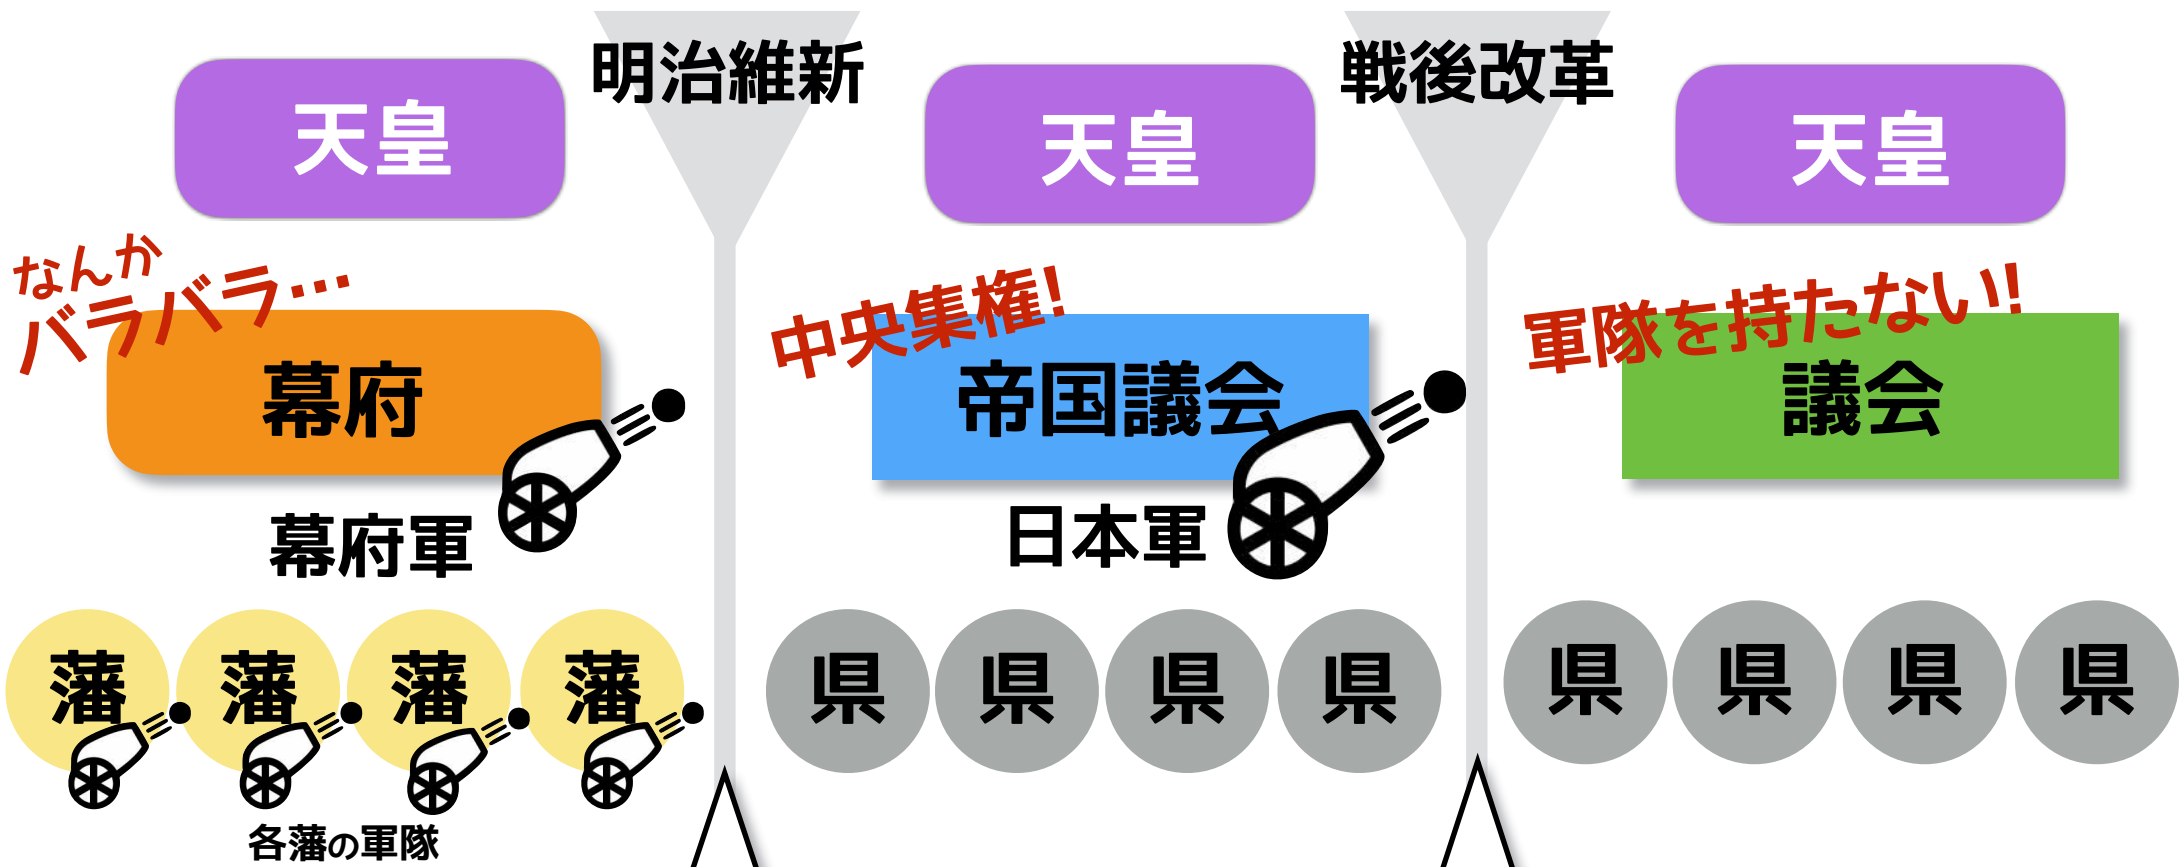 明治維新
戦後改革
天皇
天皇
天皇
なんか
バラバラ…
中央集権!
軍隊を持たない!
幕府
帝国議会
議会
幕府軍
日本軍
藩 藩 藩 藩
県 県 県 県
県 県 県 県
各藩の軍隊